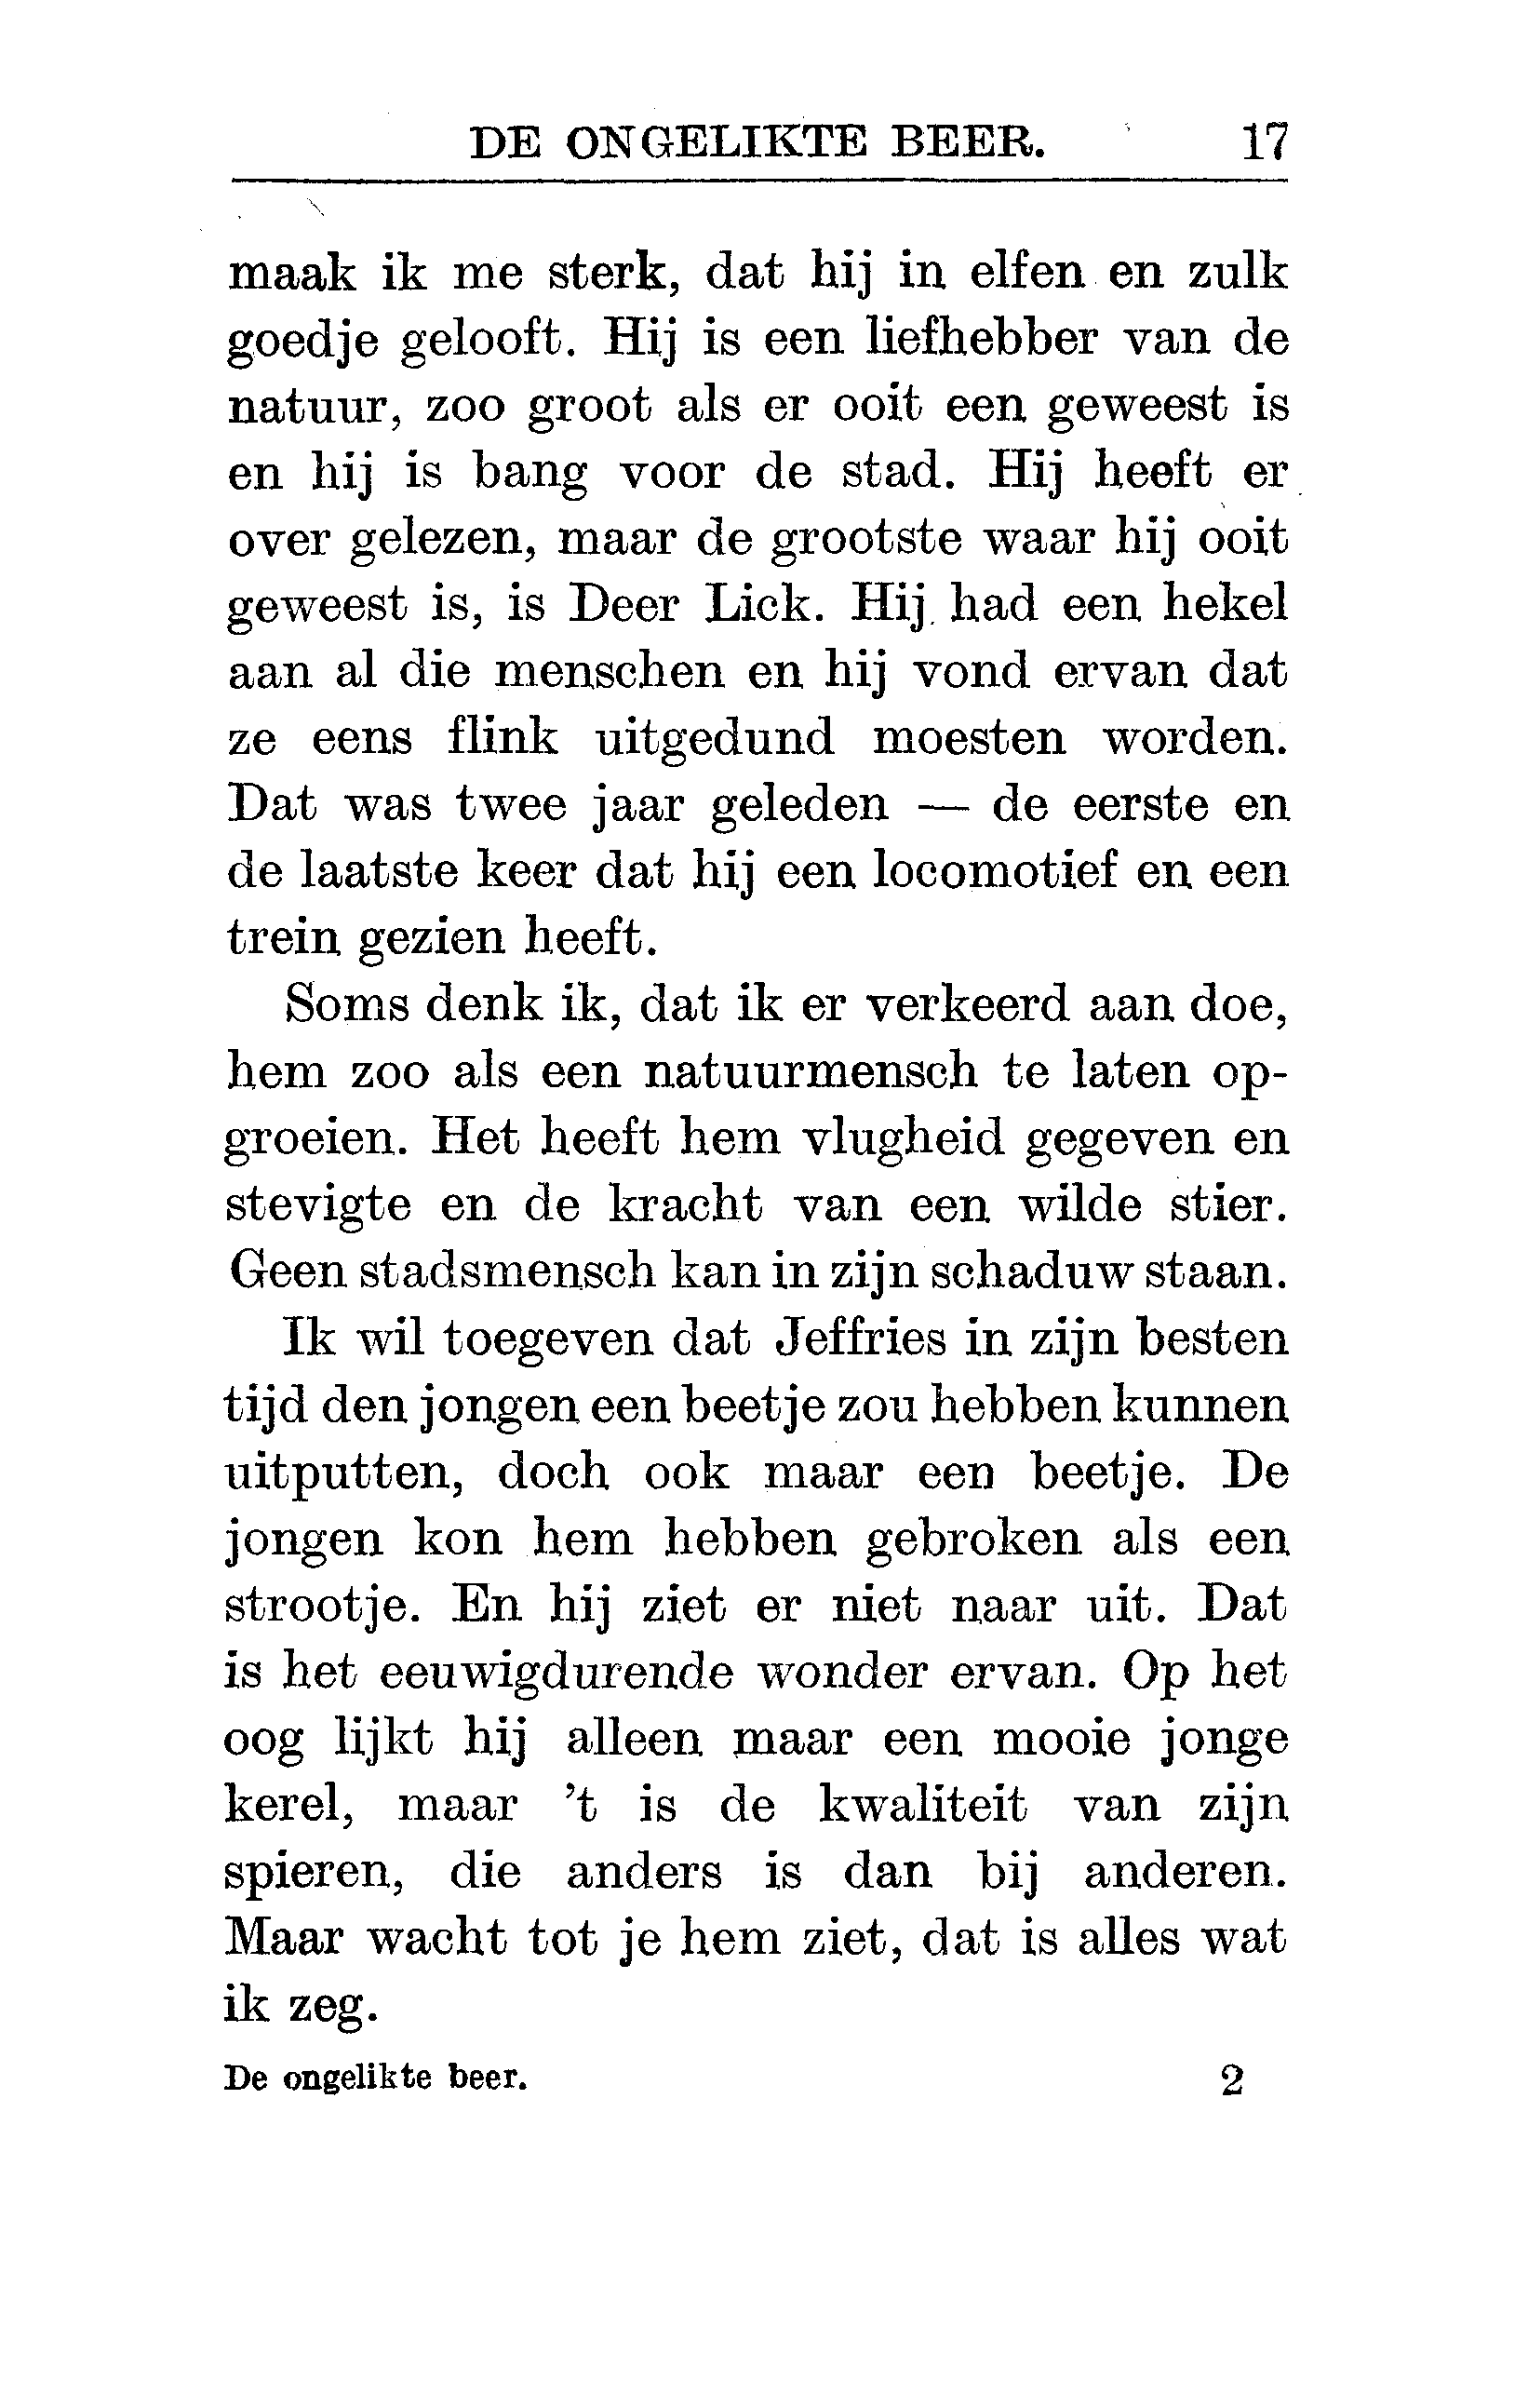 DE ONGELIKTE BEER. 17
maak ik me sterk, dat hij in elfen en zulk
goedje gelooft. Hij is een liefhebber van de
natuur, zoo groot als er ooit een geweest is
en hij is bang voor de stad. Hij heeft er
over gelezen, maar de grootste waar hij ooit
geweest is, is Deer Lick. Hij had een hekel
aan al die menschen en hij vond ervan dat
ze eens flink uitgedund moesten worden.
Dat was twee jaar geleden — de eerste en
de laatste keer dat hij een locomotief en een
trein gezien heeft.
Soms denk ik, dat ik er verkeerd aan doe,
hem zoo als een natuurmensch te laten op-
groeien. Het heeft hem vlugheid gegeven en
stevigte en de kracht van een wilde stier.
Geen stadsmensch kan in zijn schaduw staan.
Ik wil toegeven dat Jeffries in zijn besten
tijd den jongen een beetje zou hebben kunnen
uitputten, doch ook maar een beetje. De
jongen kon hem hebben gebroken als een
strootje. En hij ziet er niet naar uit. Dat
is het eeuwigdurende wonder ervan. Op het
oog lijkt hij alleen maar een mooie jonge
kerel, maar 't is de kwaliteit van zijn
spieren, die anders is dan bij anderen.
Maar wacht tot je hem ziet, dat is alles wat
ik zeg.
De ongelikte beer. 2